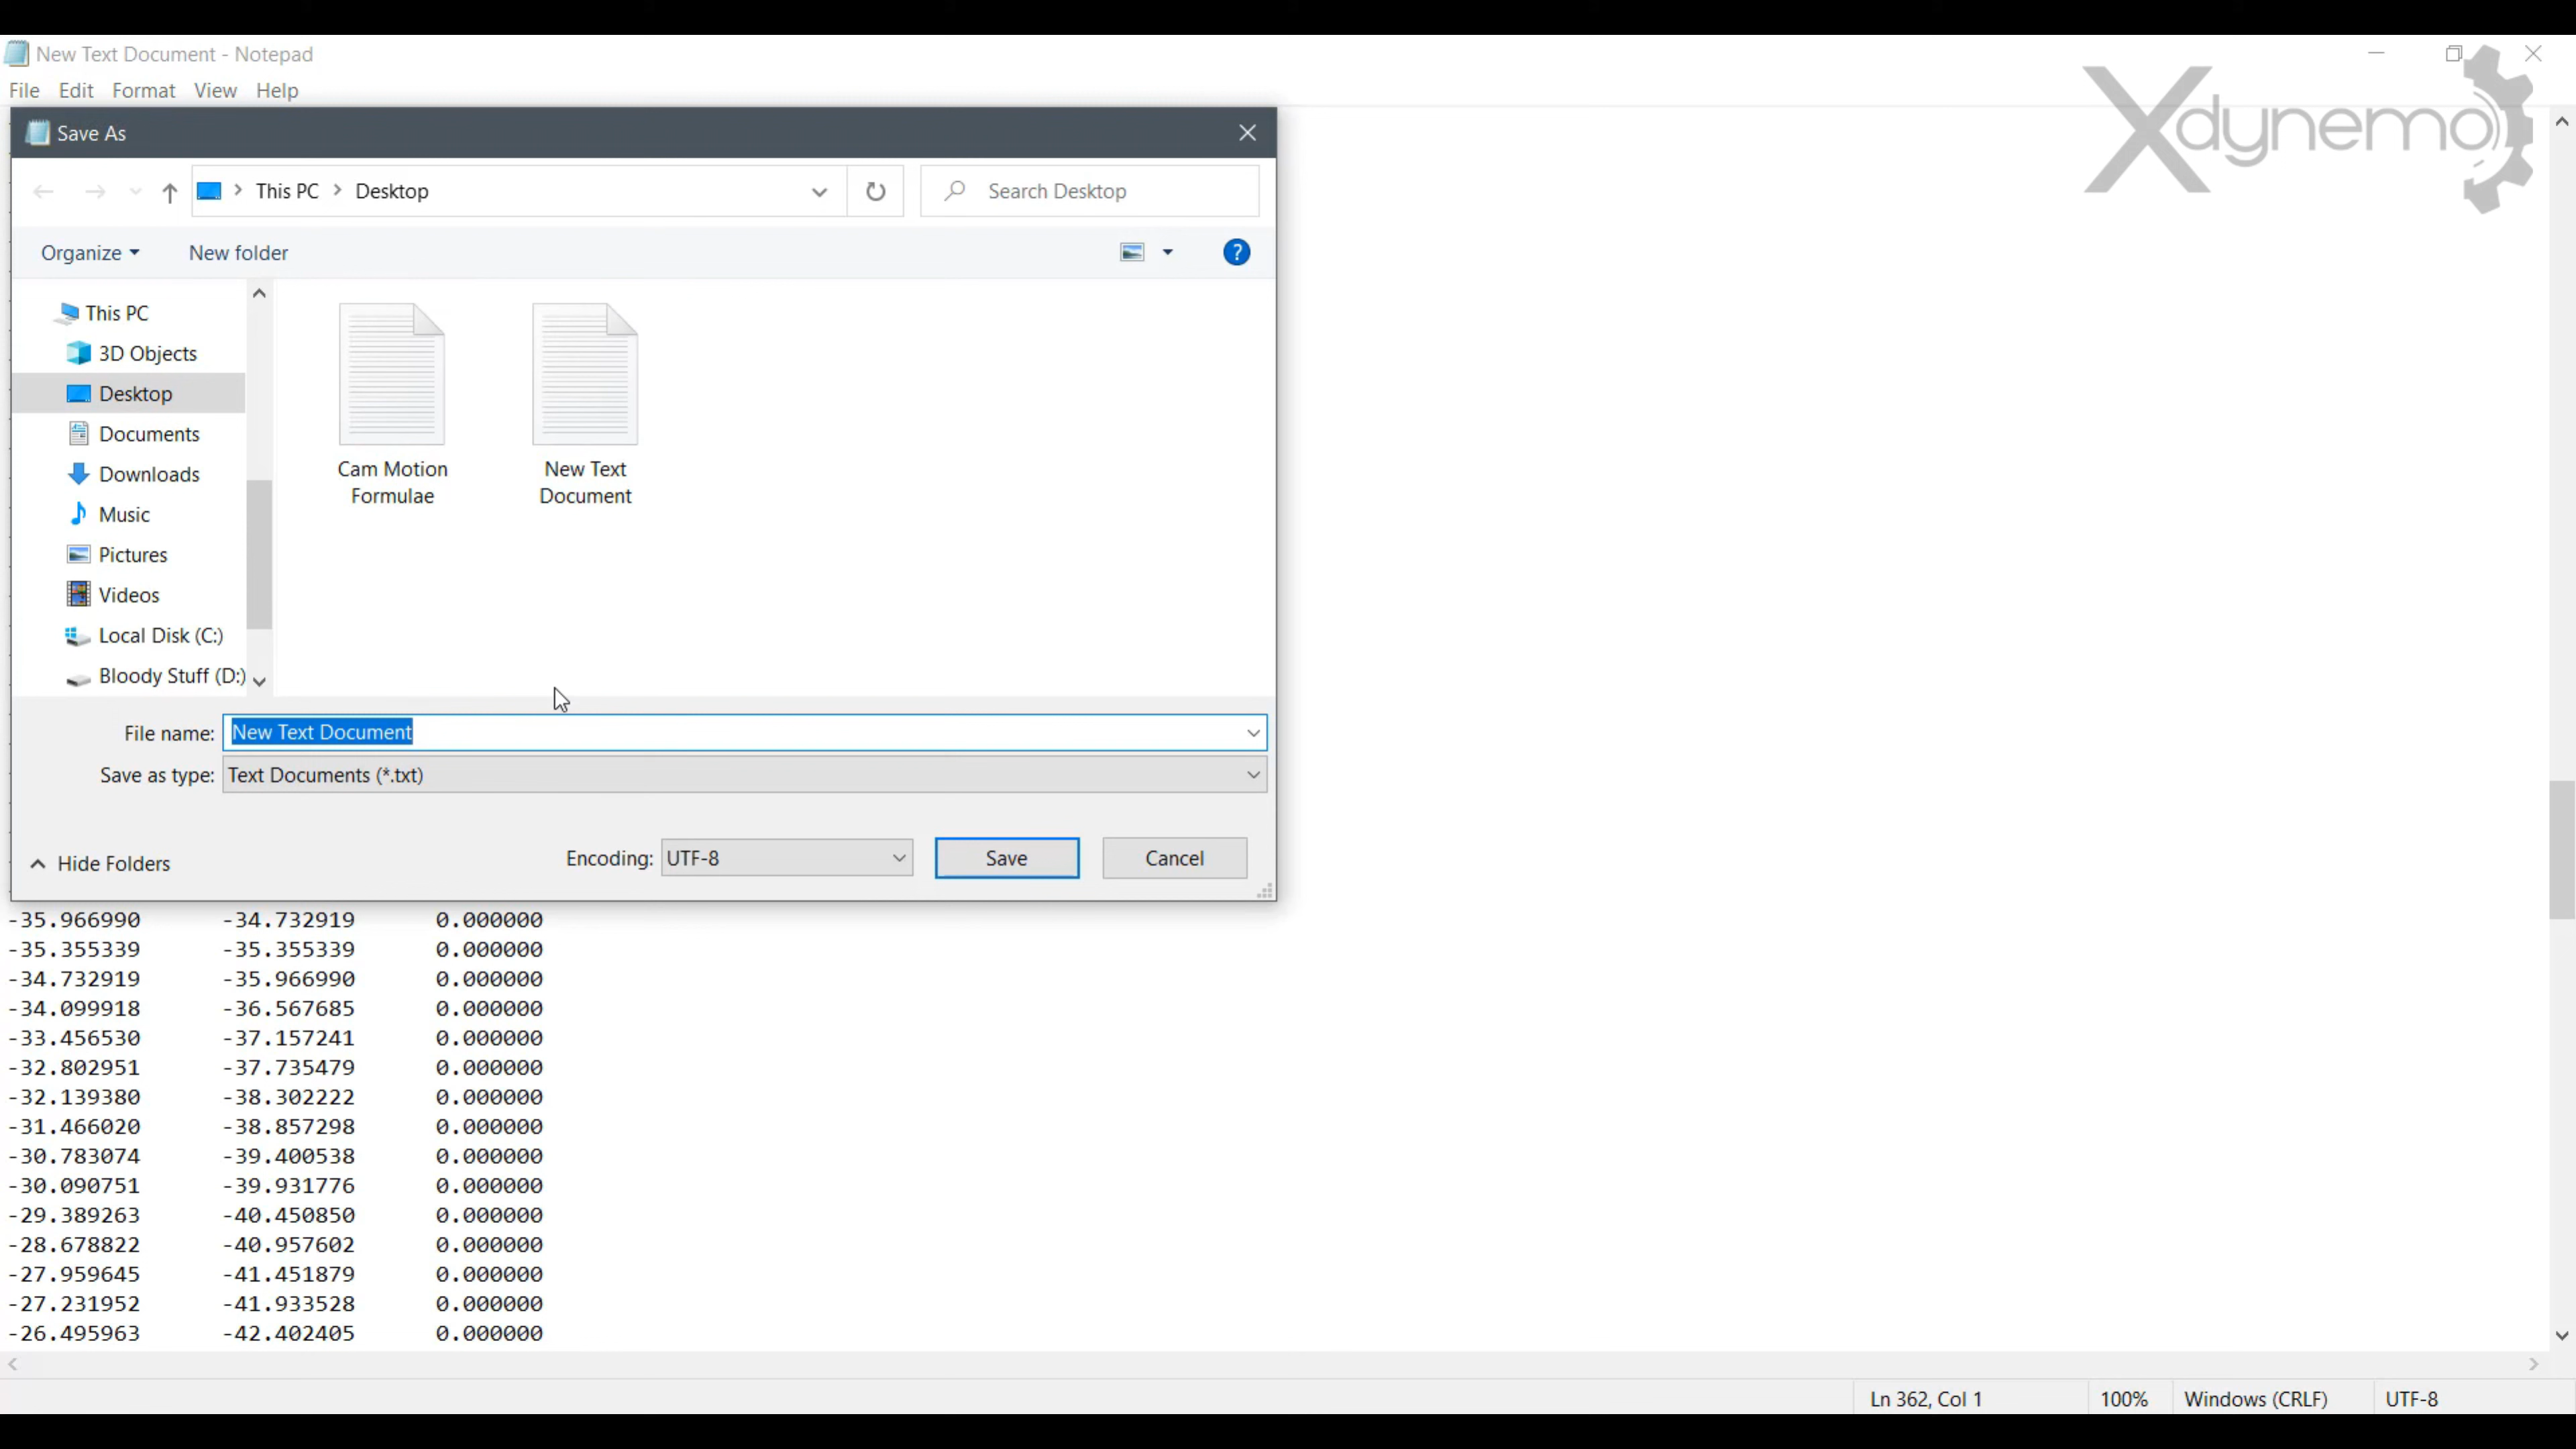 New Text Document - Notepad
File Edit Format View Help
Xdynemo
Save As
This PC Desktop
Search Desktop
Organize New folder
?
This PC
3D Objects
Desktop
Documents
Downloads
Music
Pictures
Videos
Local Disk (C:)
Bloody Stuff (D:)
Cam Motion
Formulae
New Text
Document
File name: New Text Document
Save as type: Text Documents (*.txt)
Hide Folders
Encoding: UTF-8
Save
Cancel
-35.966990 -34.732919 0.000000
-35.355339 -35.355339 0.000000
-34.732919 -35.966990 0.000000
-34.099918 -36.567685 0.000000
-33.456530 -37.157241 0.000000
-32.802951 -37.735479 0.000000
-32.139380 -38.302222 0.000000
-31.466020 -38.857298 0.000000
-30.783074 -39.400538 0.000000
-30.090751 -39.931776 0.000000
-29.389263 -40.450850 0.000000
-28.678822 -40.957602 0.000000
-27.959645 -41.451879 0.000000
-27.231952 -41.933528 0.000000
-26.495963 -42.402405 0.000000
Ln 362, Col 1 100% Windows (CRLF) UTF-8